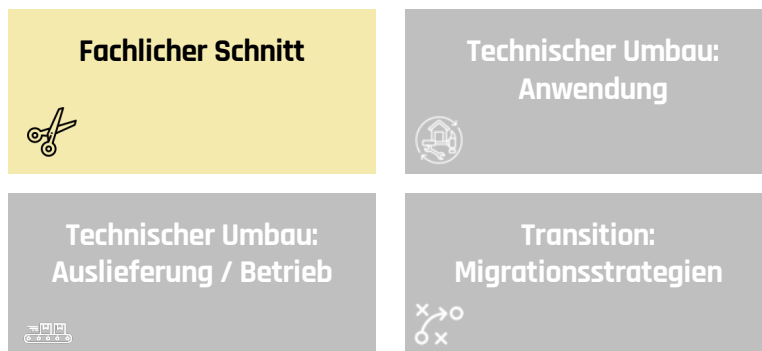 Fachlicher Schnitt
Technischer Umbau:
Anwendung
Technischer Umbau:
Auslieferung / Betrieb
Transition:
Migrationsstrategien